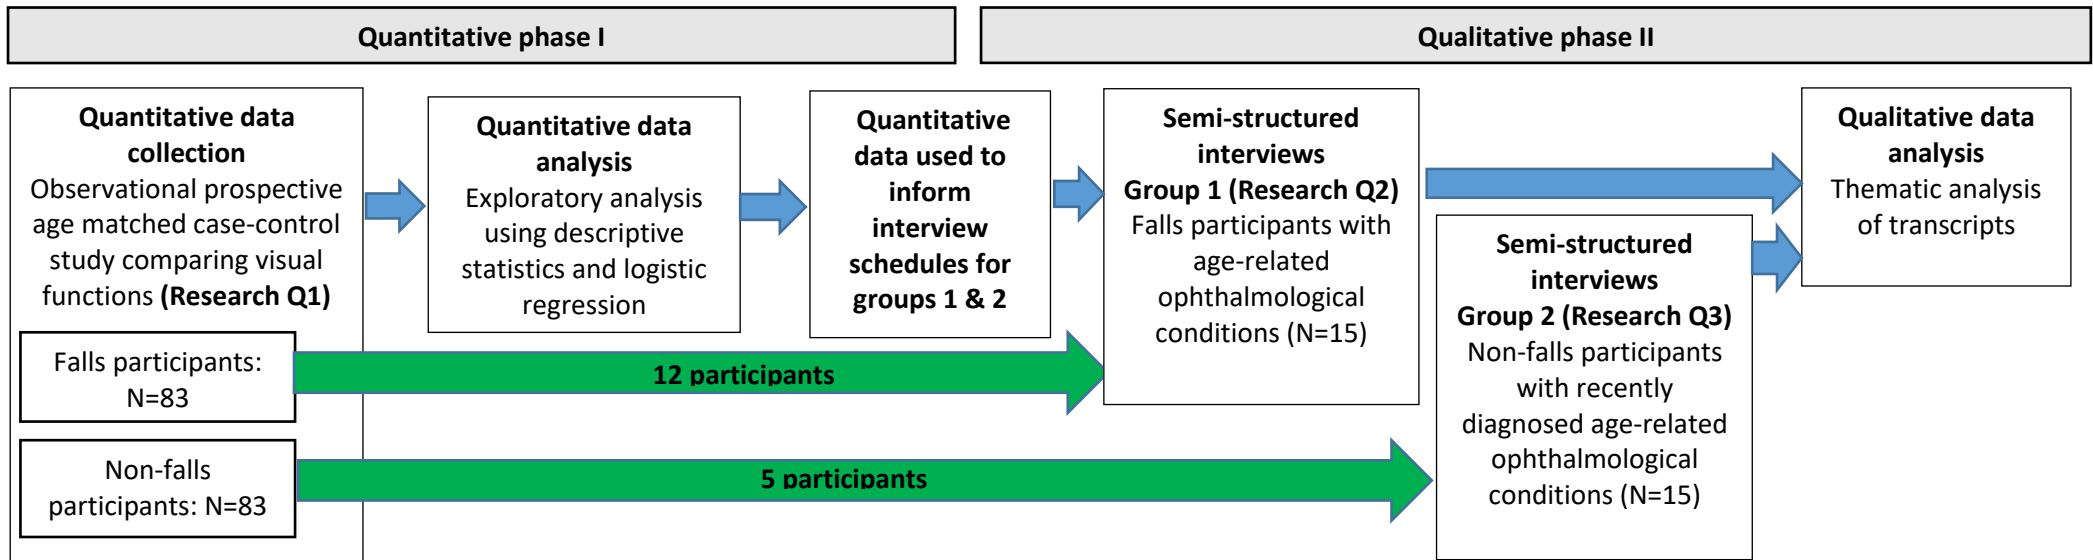 Quantitative phase I
Qualitative phase II
Quantitative data
collection
Observational prospective
age matched case-control
study comparing visual
functions (Research Q1)
Falls participants:
N=83
Non-falls
participants: N=83
Quantitative data
analysis
Exploratory analysis
using descriptive
statistics and logistic
regression
Quantitative
data used to
inform
interview
schedules for
groups 1 & 2
12 participants
5 participants
Semi-structured
interviews
Group 1 (Research Q2)
Falls participants with
age-related
ophthalmological
conditions (N=15)
Semi-structured
interviews
Group 2 (Research Q3)
Non-falls participants
with recently
diagnosed age-related
ophthalmological
conditions (N=15)
Qualitative data
analysis
Thematic analysis
of transcripts